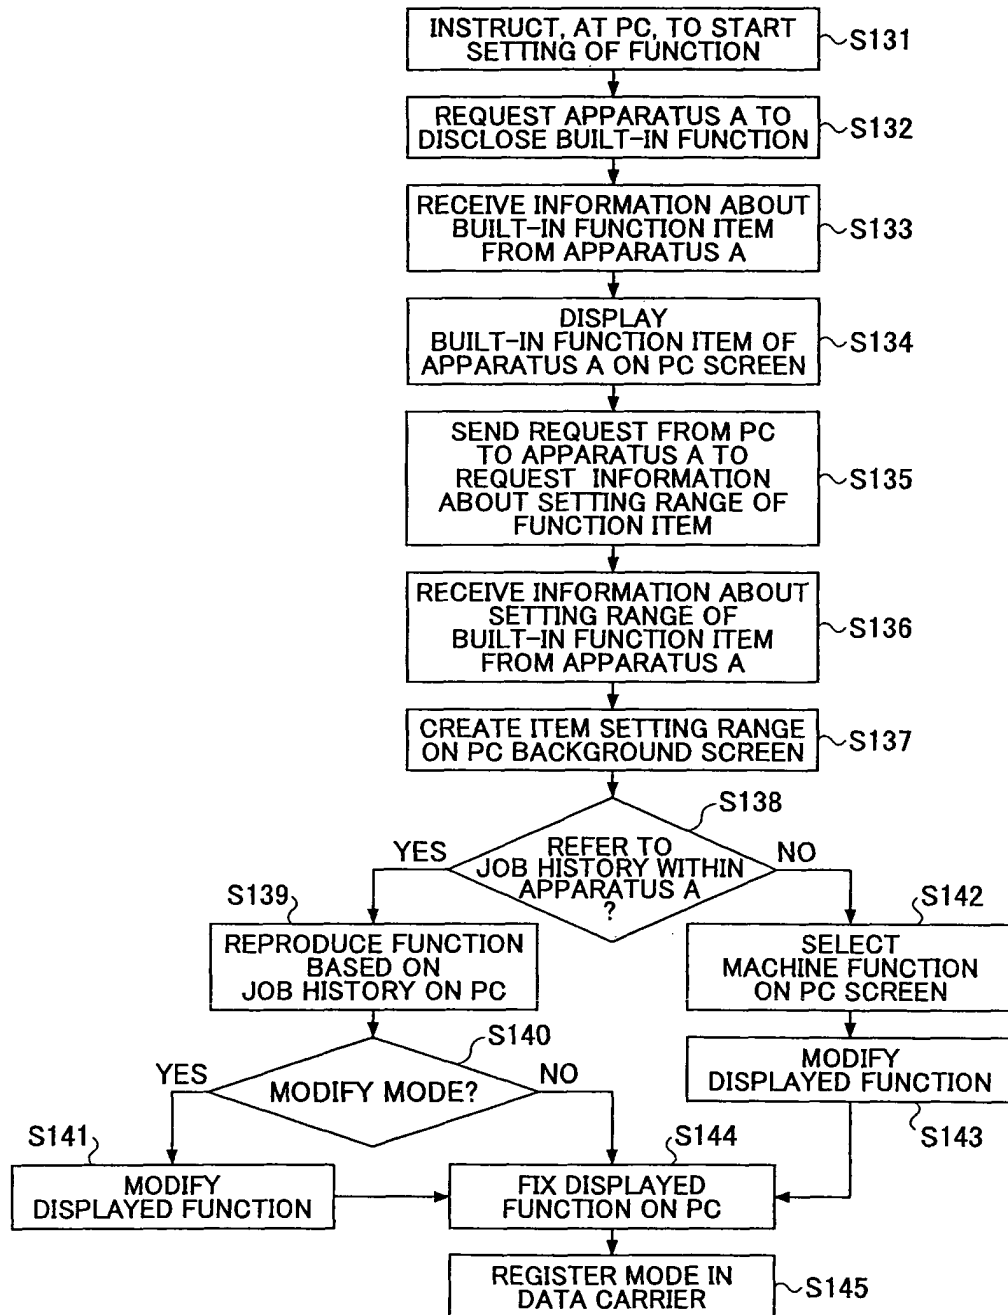 INSTRUCT, AT PC, TO START
SETTING OF FUNCTION
S131
REQUEST APPARATUS A TO
DISCLOSE BUILT-IN FUNCTION
S132
RECEIVE INFORMATION ABOUT
BUILT-IN FUNCTION ITEM
FROM APPARATUS A
S133
DISPLAY
BUILT-IN FUNCTION ITEM OF
APPARATUS A ON PC SCREEN
S134
SEND REQUEST FROM PC
TO APPARATUS A TO
REQUEST INFORMATION
ABOUT SETTING RANGE OF
FUNCTION ITEM
S135
RECEIVE INFORMATION ABOUT
SETTING RANGE OF
BUILT-IN FUNCTION ITEM
FROM APPARATUS A
S136
CREATE ITEM SETTING RANGE
ON PC BACKGROUND SCREEN
S137
S138
REFER TO
JOB HISTORY WITHIN
APPARATUS A
?
YES
NO
S139
REPRODUCE FUNCTION
BASED ON
JOB HISTORY ON PC
S142
SELECT
MACHINE FUNCTION
ON PC SCREEN
S140
MODIFY MODE?
YES
NO
MODIFY
DISPLAYED FUNCTION
S143
S141
MODIFY
DISPLAYED FUNCTION
S144
FIX DISPLAYED
FUNCTION ON PC
REGISTER MODE IN
DATA CARRIER
S145